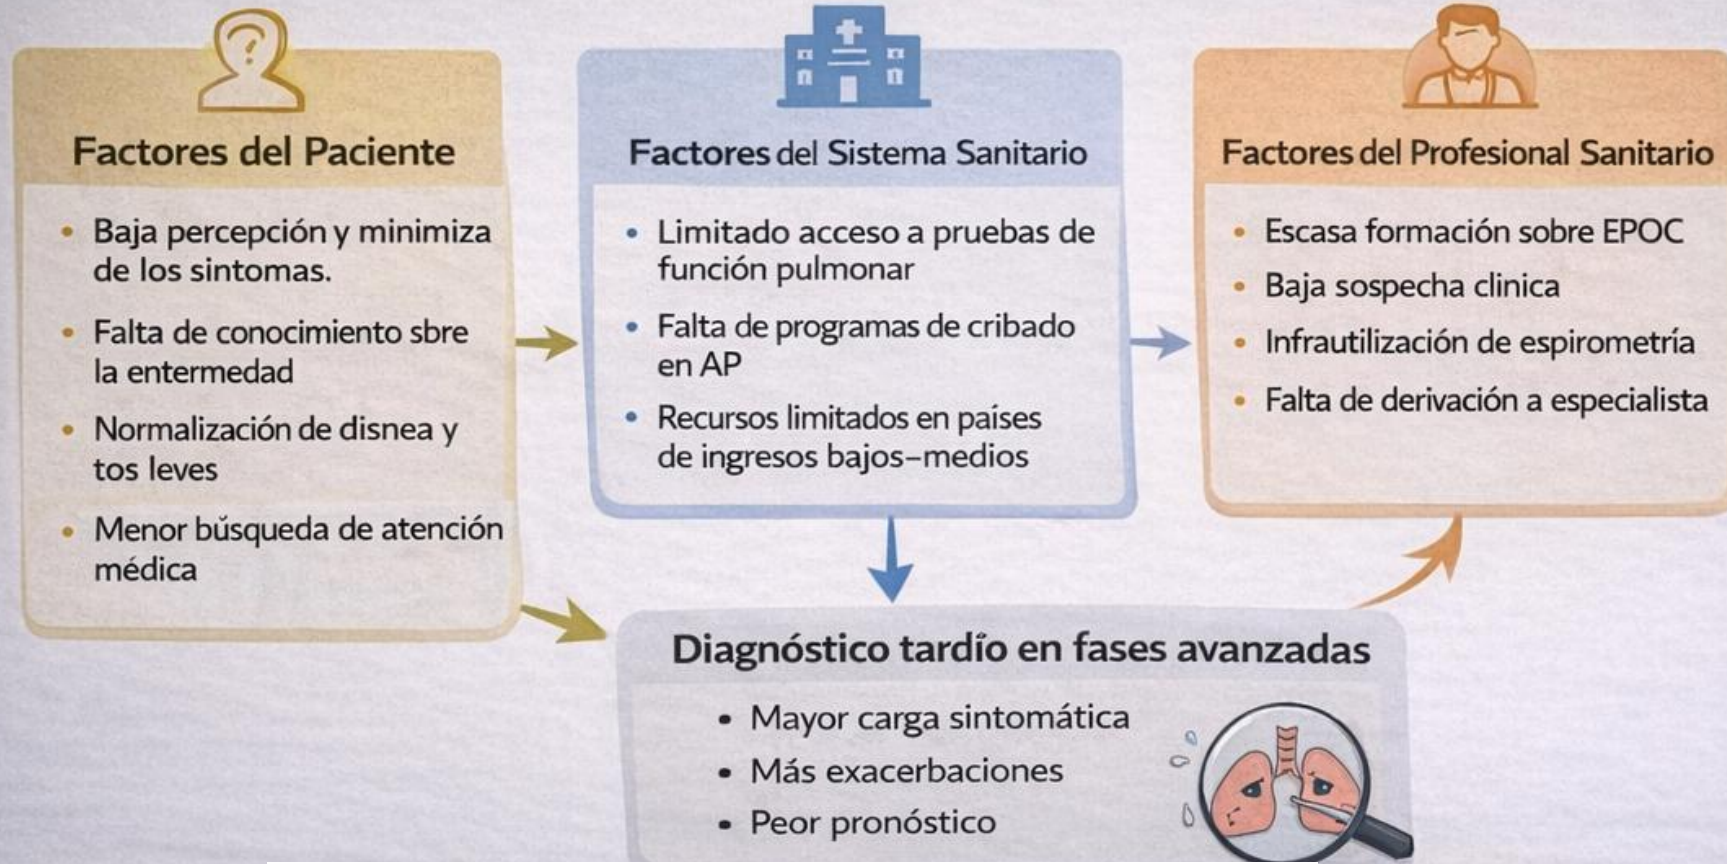 Factores del Paciente
• Baja percepción y minimiza
de los sintomas.
• Falta de conocimiento sbre
la entermedad
• Normalización de disnea y
tos leves
• Menor búsqueda de atención
médica
Factores del Sistema Sanitario
• Limitado acceso a pruebas de
función pulmonar
• Falta de programas de cribado
en AP
• Recursos limitados en países
de ingresos bajos–medios
Factores del Profesional Sanitario
• Escasa formación sobre EPOC
• Baja sospecha clinica
• Infrautilización de espirometría
• Falta de derivación a especialista
Diagnóstico tardío en fases avanzadas
• Mayor carga sintomática
• Más exacerbaciones
• Peor pronóstico